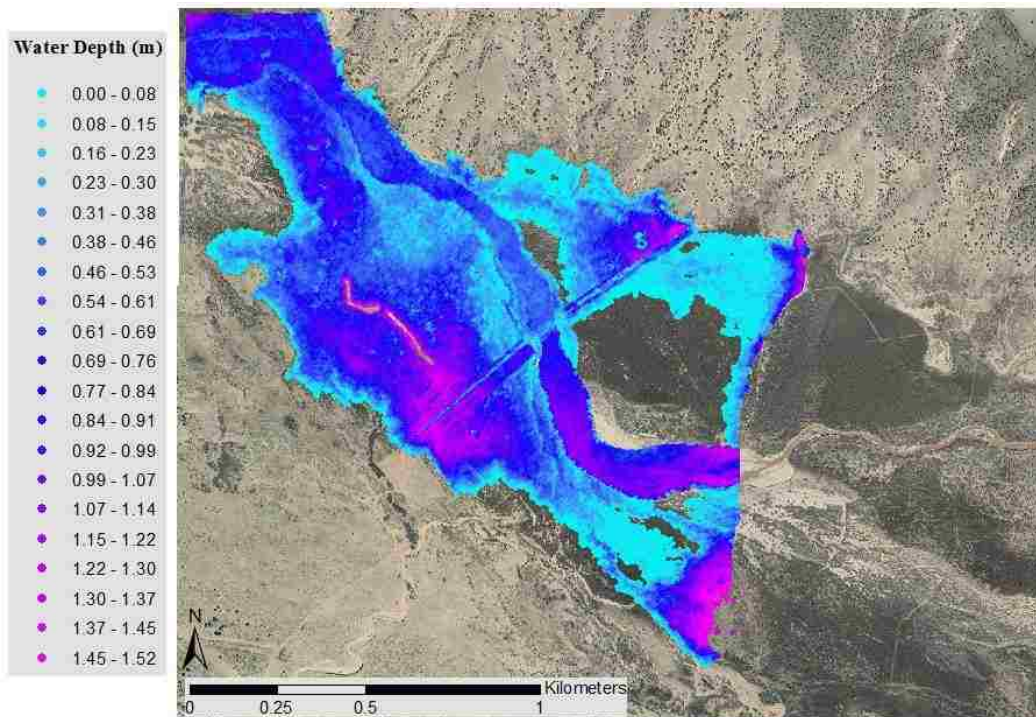 Water Depth (m)
0.00 - 0.08
0.08 - 0.15
0.16 - 0.23
0.23 - 0.30
0.31 - 0.38
0.38 - 0.46
0.46 - 0.53
0.54 - 0.61
0.61 - 0.69
0.69 - 0.76
0.77 - 0.84
0.84 - 0.91
0.92 - 0.99
0.99 - 1.07
1.07 - 1.14
1.15 - 1.22
1.22 - 1.30
1.30 - 1.37
1.37 - 1.45
1.45 - 1.52
N
Kilometers
0 0.25 0.5 1